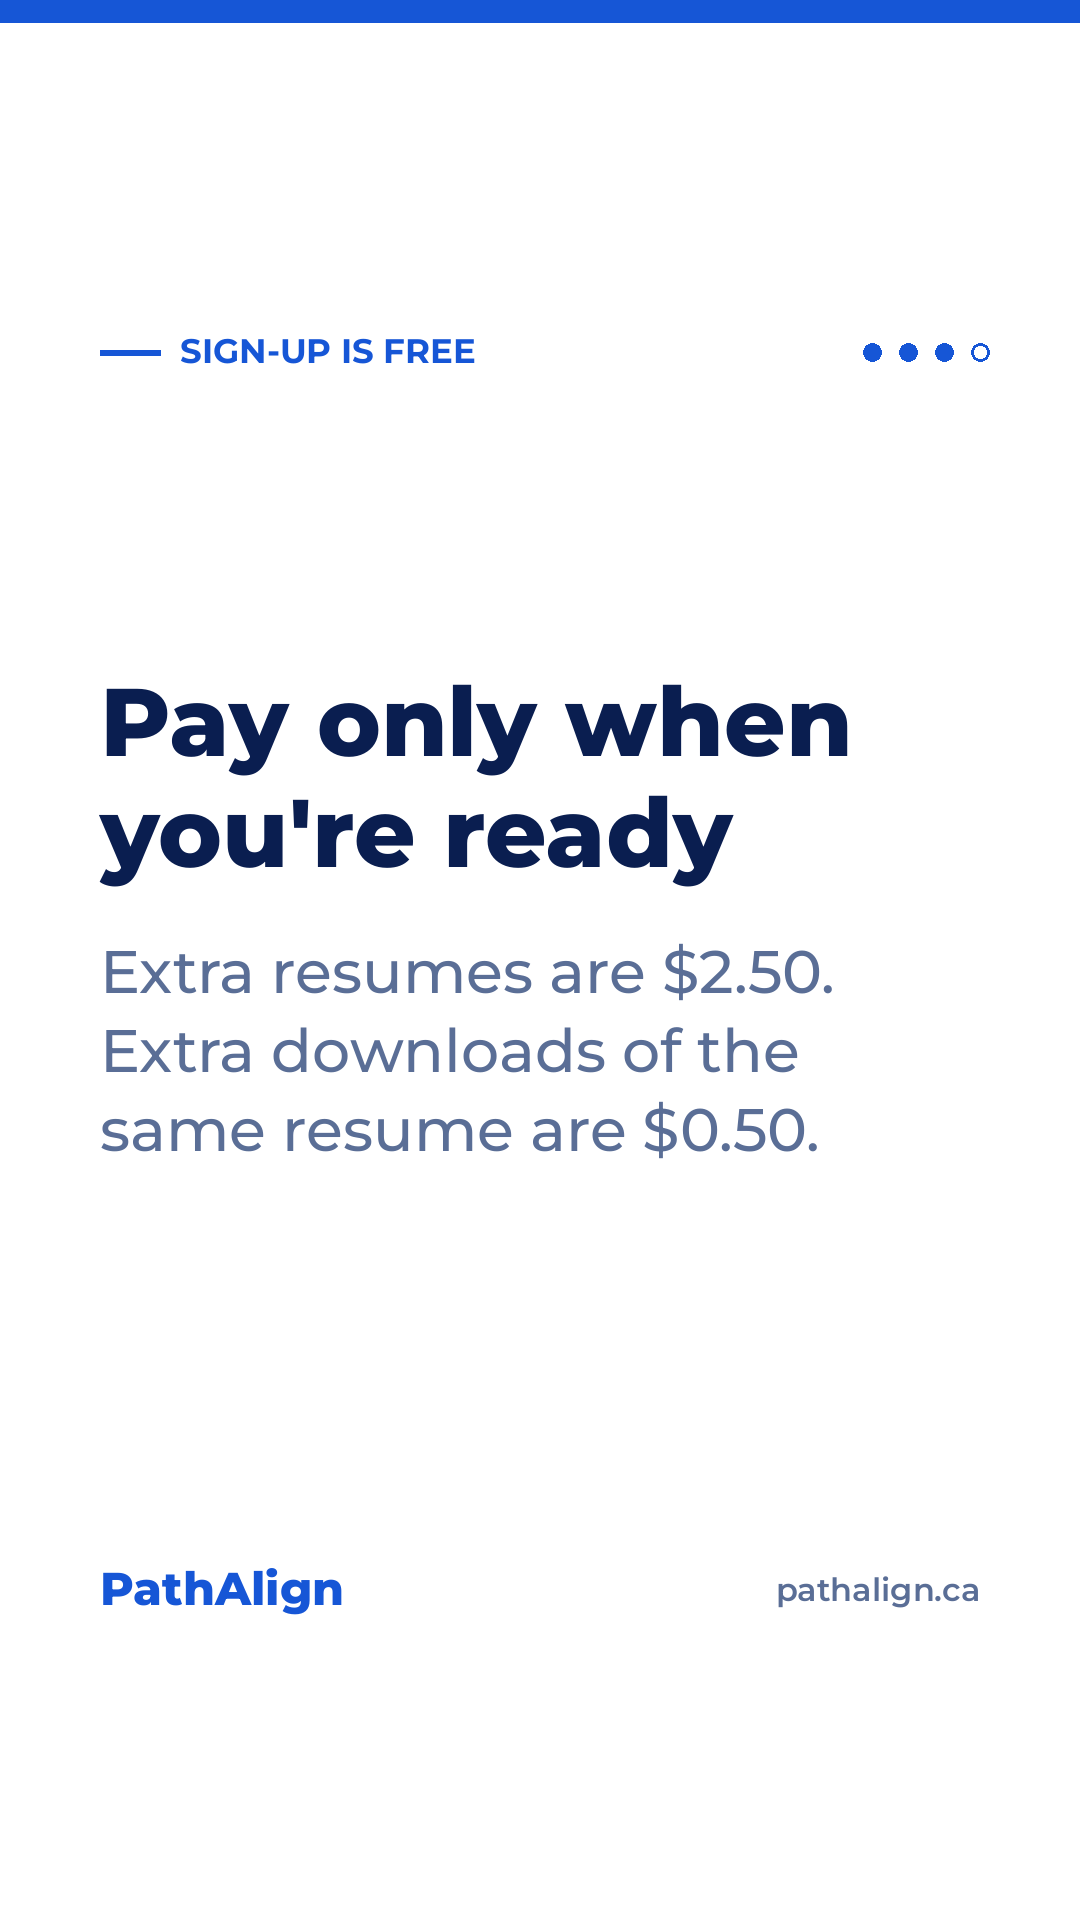 SIGN-UP IS FREE
Pay only when
you're ready
Extra resumes are $2.50.
Extra downloads of the
same resume are $0.50.
PathAlign
pathalign.ca